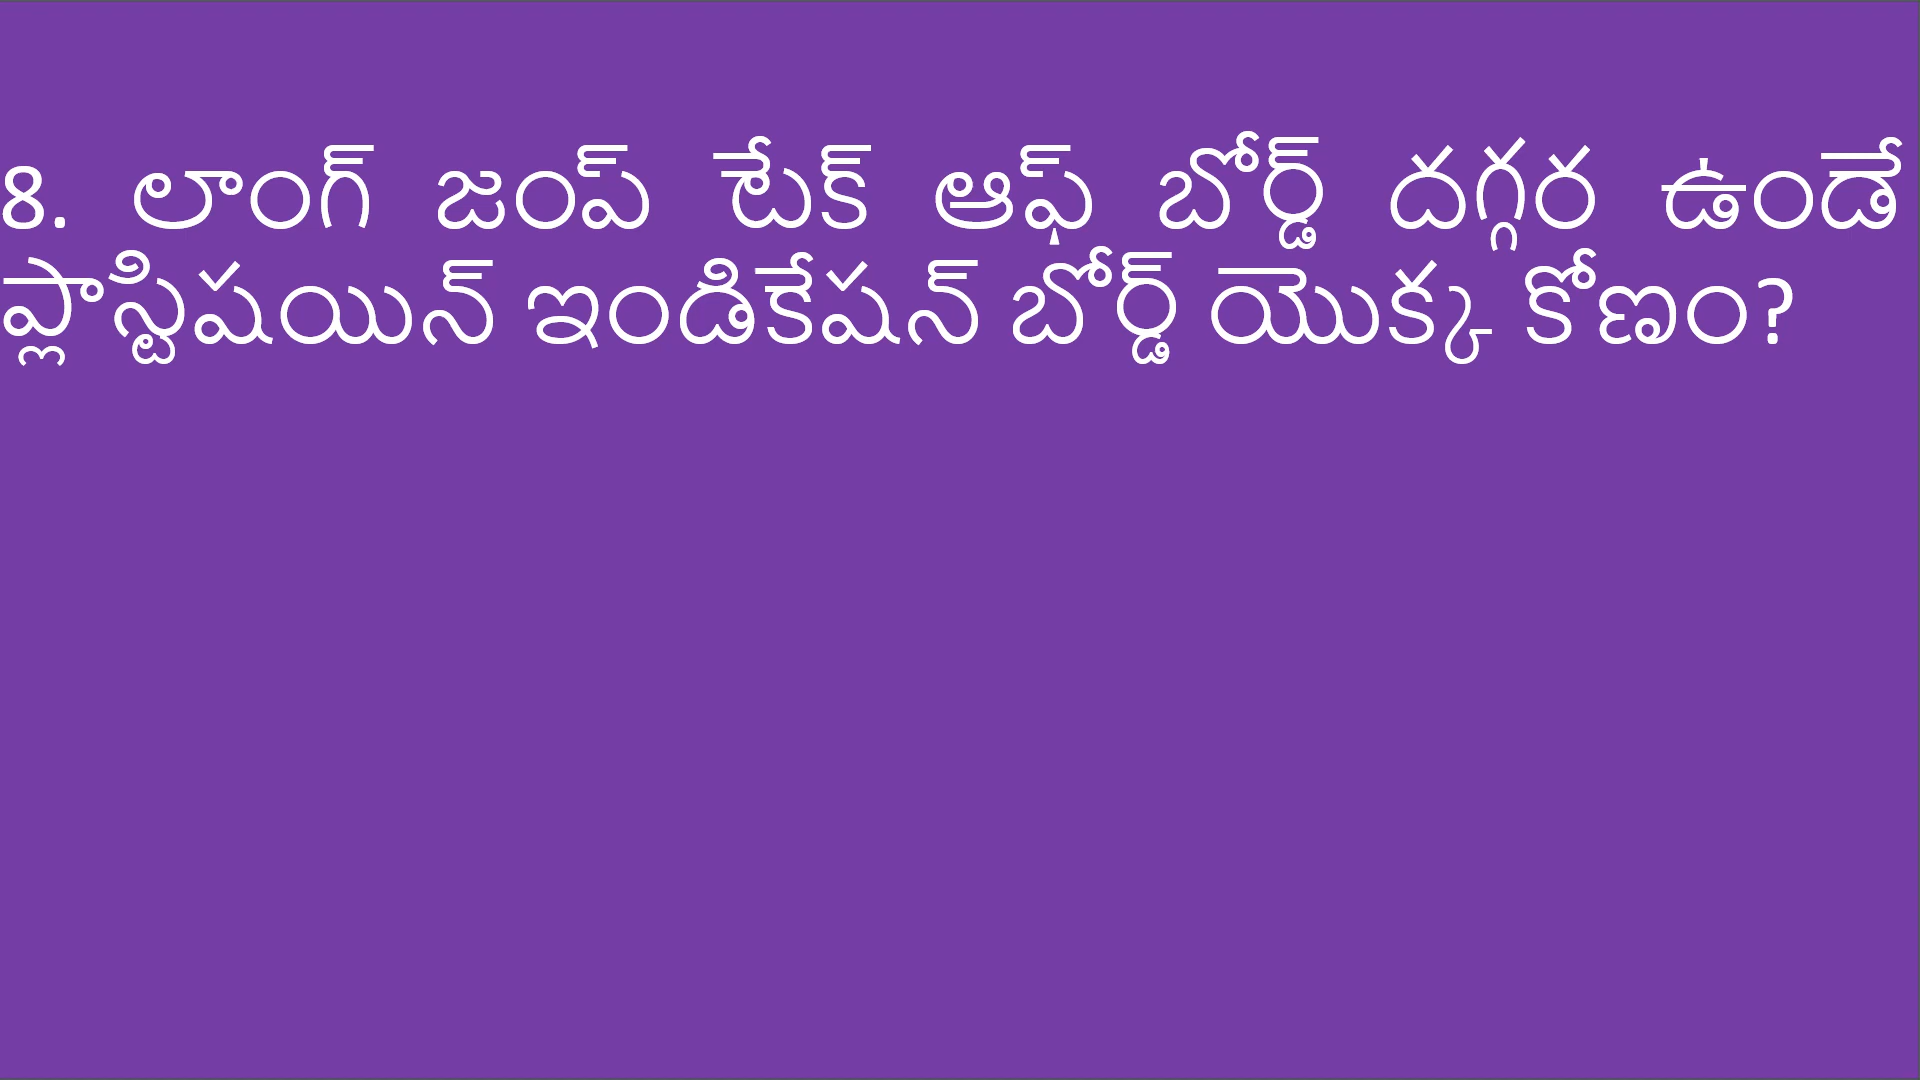 8. లాంగ్ జంప్ టేక్ ఆఫ్ బోర్డ్ దగ్గర ఉండే
ప్లాస్టిషయిన్ ఇండికేషన్ బోర్డ్ యొక్క కోణం?